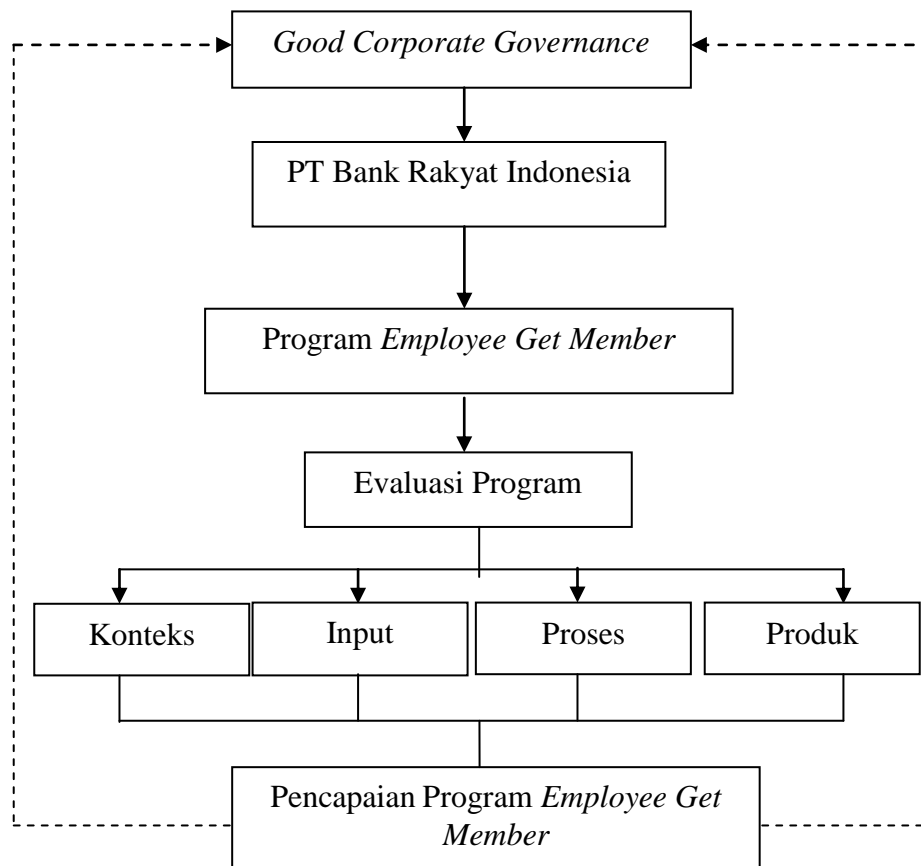 Good Corporate Governance
PT Bank Rakyat Indonesia
Program Employee Get Member
Evaluasi Program
Konteks
Input
Proses
Produk
Pencapaian Program Employee Get
Member